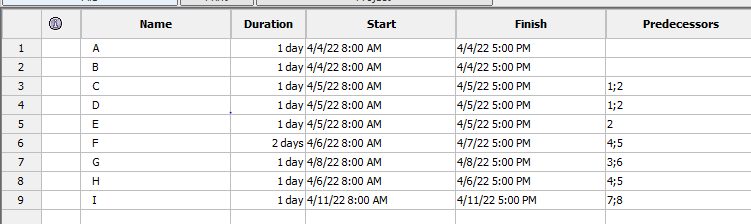 Name Duration Start Finish Predecessors
1 A 1 day 4/4/22 8:00 AM 4/4/22 5:00 PM
2 B 1 day 4/4/22 8:00 AM 4/4/22 5:00 PM
3 C 1 day 4/5/22 8:00 AM 4/5/22 5:00 PM 1;2
4 D 1 day 4/5/22 8:00 AM 4/5/22 5:00 PM 1;2
5 E 1 day 4/5/22 8:00 AM 4/5/22 5:00 PM 2
6 F 2 days 4/6/22 8:00 AM 4/7/22 5:00 PM 4;5
7 G 1 day 4/8/22 8:00 AM 4/8/22 5:00 PM 3;6
8 H 1 day 4/6/22 8:00 AM 4/6/22 5:00 PM 4;5
9 I 1 day 4/11/22 8:00 AM 4/11/22 5:00 PM 7;8